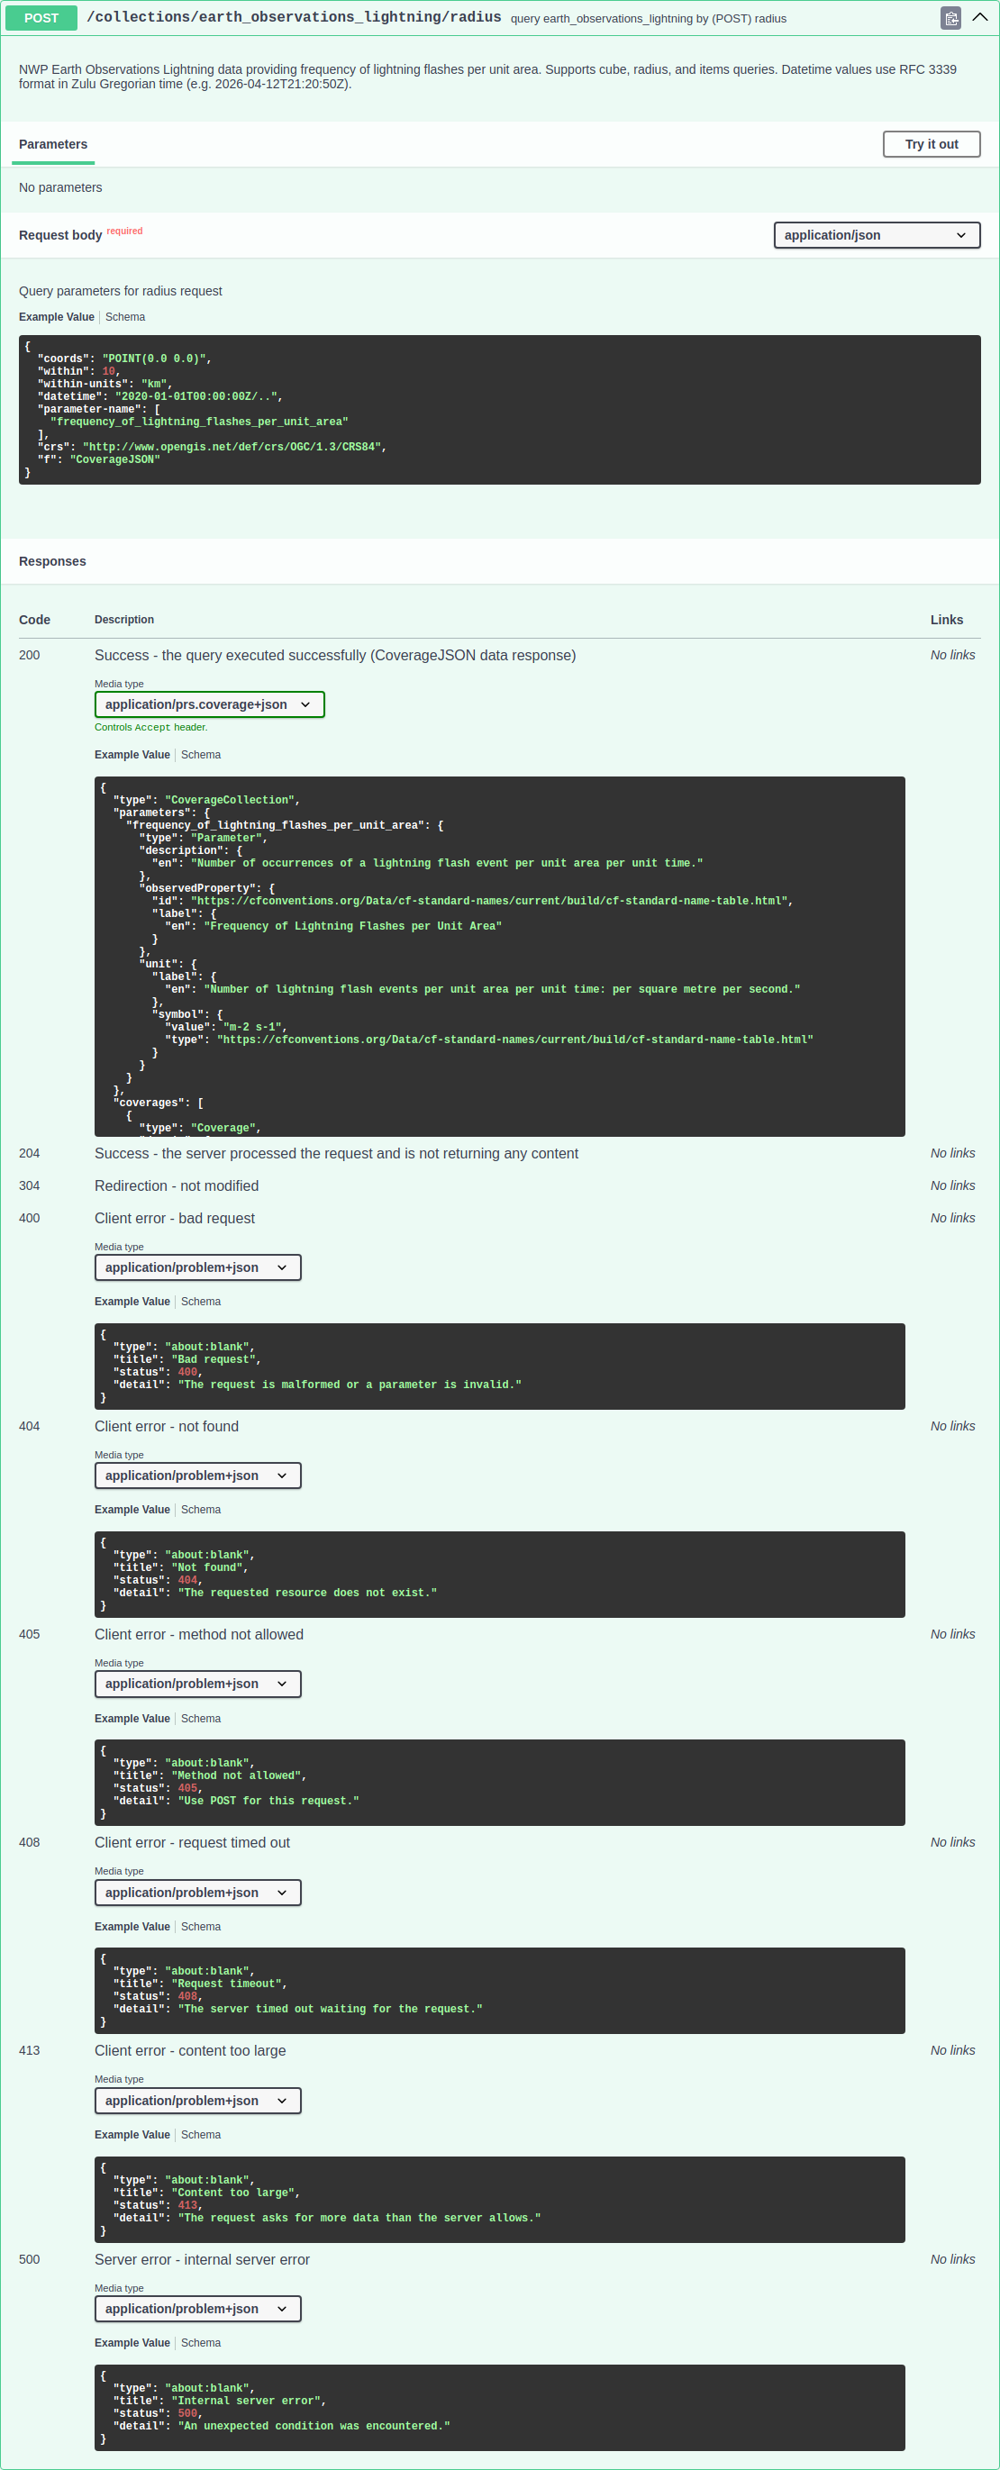 POST /collections/earth_observations_lightning/radius query earth_observations_lightning by (POST) radius
NWP Earth Observations Lightning data providing frequency of lightning flashes per unit area. Supports cube, radius, and items queries. Datetime values use RFC 3339
format in Zulu Gregorian time (e.g. 2026-04-12T21:20:50Z).
Parameters Try it out
No parameters
Request body required application/json
Query parameters for radius request
Example Value Schema
{
  "coords": "POINT(0.0 0.0)",
  "within": 10,
  "within-units": "km",
  "datetime": "2020-01-01T00:00:00Z/..",
  "parameter-name": [
    "frequency_of_lightning_flashes_per_unit_area"
  ],
  "crs": "http://www.opengis.net/def/crs/OGC/1.3/CRS84",
  "f": "CoverageJSON"
}
Responses
Code Description Links
200 Success - the query executed successfully (CoverageJSON data response) No links
Media type
application/prs.coverage+json
Controls Accept header.
Example Value Schema
{
  "type": "CoverageCollection",
  "parameters": {
    "frequency_of_lightning_flashes_per_unit_area": {
      "type": "Parameter",
      "description": {
        "en": "Number of occurrences of a lightning flash event per unit area per unit time."
      },
      "observedProperty": {
        "id": "https://cfconventions.org/Data/cf-standard-names/current/build/cf-standard-name-table.html",
        "label": {
          "en": "Frequency of Lightning Flashes per Unit Area"
        }
      },
      "unit": {
        "label": {
          "en": "Number of lightning flash events per unit area per unit time: per square metre per second."
        },
        "symbol": {
          "value": "m-2 s-1",
          "type": "https://cfconventions.org/Data/cf-standard-names/current/build/cf-standard-name-table.html"
        }
      }
    }
  },
  "coverages": [
    {
      "type": "Coverage",
204 Success - the server processed the request and is not returning any content No links
304 Redirection - not modified No links
400 Client error - bad request No links
Media type
application/problem+json
Example Value Schema
{
  "type": "about:blank",
  "title": "Bad request",
  "status": 400,
  "detail": "The request is malformed or a parameter is invalid."
}
404 Client error - not found No links
Media type
application/problem+json
Example Value Schema
{
  "type": "about:blank",
  "title": "Not found",
  "status": 404,
  "detail": "The requested resource does not exist."
}
405 Client error - method not allowed No links
Media type
application/problem+json
Example Value Schema
{
  "type": "about:blank",
  "title": "Method not allowed",
  "status": 405,
  "detail": "Use POST for this request."
}
408 Client error - request timed out No links
Media type
application/problem+json
Example Value Schema
{
  "type": "about:blank",
  "title": "Request timeout",
  "status": 408,
  "detail": "The server timed out waiting for the request."
}
413 Client error - content too large No links
Media type
application/problem+json
Example Value Schema
{
  "type": "about:blank",
  "title": "Content too large",
  "status": 413,
  "detail": "The request asks for more data than the server allows."
}
500 Server error - internal server error No links
Media type
application/problem+json
Example Value Schema
{
  "type": "about:blank",
  "title": "Internal server error",
  "status": 500,
  "detail": "An unexpected condition was encountered."
}